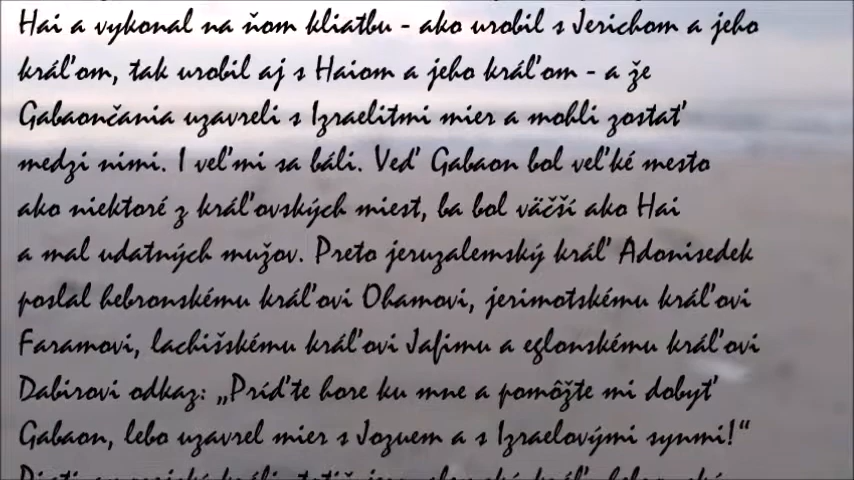 Hai a vykonal na ňom kliatbu - ako urobil s Jerichom a jeho
kráľom, tak urobil aj s Haiom a jeho kráľom - a že
Gabaončania uzavreli s Izraelitmi mier a mohli zostať
medzi nimi. I veľmi sa báli. Veď Gabaon bol veľké mesto
ako niektoré z kráľovských miest, ba bol väčší ako Hai
a mal udatných mužov. Preto jeruzalemský kráľ Adonisedek
poslal hebronskému kráľovi Ohamovi, jerimotskému kráľovi
Faramovi, lachišskému kráľovi Jafimu a eglonskému kráľovi
Dabirovi odkaz: „Príďte hore ku mne a pomôžte mi dobyť
Gabaon, lebo uzavrel mier s Jozuem a s Izraelovými synmi!“